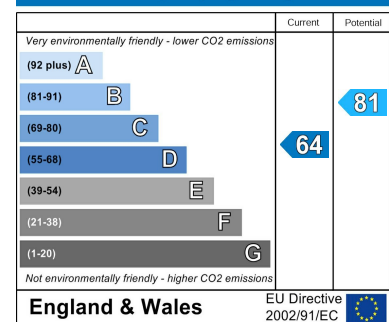 Current Potential
Very environmentally friendly - lower CO2 emissions
(92 plus) A
(81-91) B
(69-80) C
(55-68) D
(39-54) E
(21-38) F
(1-20) G
64
81
Not environmentally friendly - higher CO2 emissions
England & Wales
EU Directive
2002/91/EC